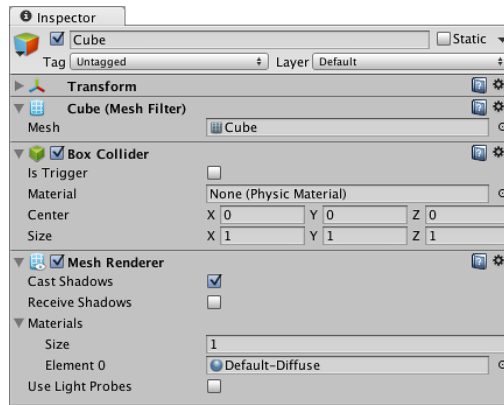 Inspector
Cube Static
Tag Untagged Layer Default
Transform
Cube (Mesh Filter)
Mesh Cube
Box Collider
Is Trigger
Material None (Physic Material)
Center X 0 Y 0 Z 0
Size X 1 Y 1 Z 1
Mesh Renderer
Cast Shadows
Receive Shadows
Materials
Size 1
Element 0 Default-Diffuse
Use Light Probes